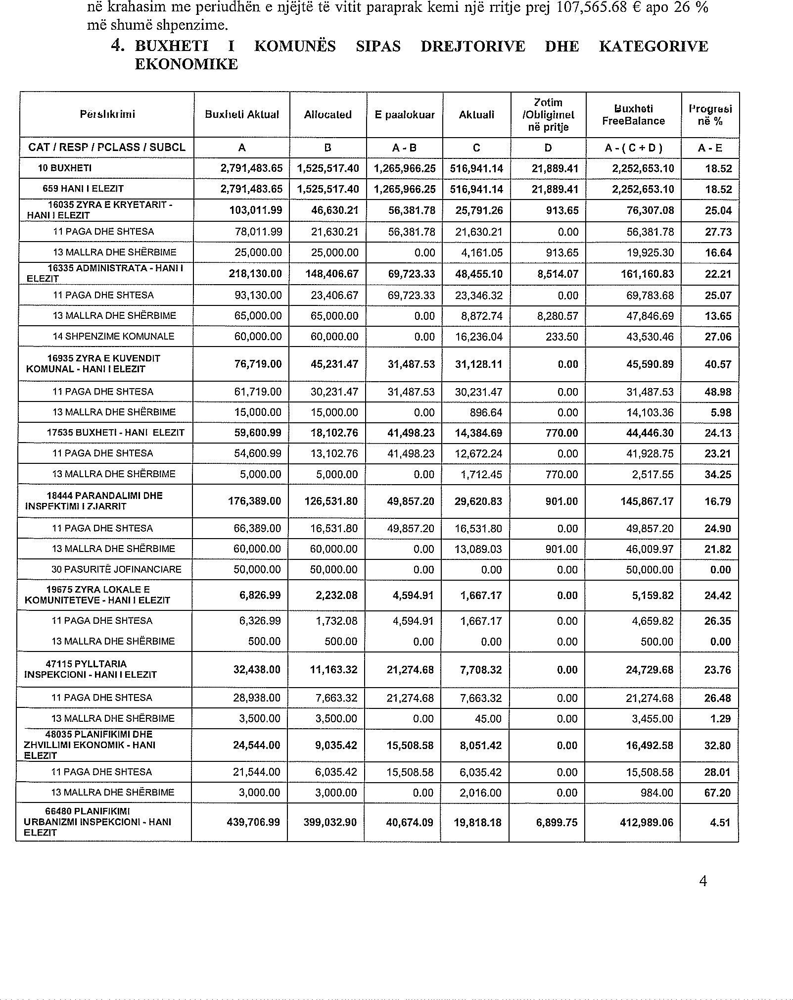 në krahasim me periudhën e njëjtë të vitit paraprak kemi një rritje prej 107,565.68 € apo 26 %
më shumë shpenzime.
4. BUXHETI I KOMUNËS SIPAS DREJTORIVE DHE KATEGORIVE
EKONOMIKE
Përshkrimi Buxheti Aktual Allocated E paalokuar Aktuali Zotim /Obligimet në pritje Buxheti FreeBalance Progresi në %
CAT / RESP / PCLASS / SUBCL A B A - B C D A - ( C + D ) A - E
10 BUXHETI 2,791,483.65 1,525,517.40 1,265,966.25 516,941.14 21,889.41 2,252,653.10 18.52
659 HANI I ELEZIT 2,791,483.65 1,525,517.40 1,265,966.25 516,941.14 21,889.41 2,252,653.10 18.52
16035 ZYRA E KRYETARIT -
HANI I ELEZIT 103,011.99 46,630.21 56,381.78 25,791.26 913.65 76,307.08 25.04
11 PAGA DHE SHTESA 78,011.99 21,630.21 56,381.78 21,630.21 0.00 56,381.78 27.73
13 MALLRA DHE SHËRBIME 25,000.00 25,000.00 0.00 4,161.05 913.65 19,925.30 16.64
16335 ADMINISTRATA - HANI I
ELEZIT 218,130.00 148,406.67 69,723.33 48,455.10 8,514.07 161,160.83 22.21
11 PAGA DHE SHTESA 93,130.00 23,406.67 69,723.33 23,346.32 0.00 69,783.68 25.07
13 MALLRA DHE SHËRBIME 65,000.00 65,000.00 0.00 8,872.74 8,280.57 47,846.69 13.65
14 SHPENZIME KOMUNALE 60,000.00 60,000.00 0.00 16,236.04 233.50 43,530.46 27.06
16935 ZYRA E KUVENDIT
KOMUNAL - HANI I ELEZIT 76,719.00 45,231.47 31,487.53 31,128.11 0.00 45,590.89 40.57
11 PAGA DHE SHTESA 61,719.00 30,231.47 31,487.53 30,231.47 0.00 31,487.53 48.98
13 MALLRA DHE SHËRBIME 15,000.00 15,000.00 0.00 896.64 0.00 14,103.36 5.98
17535 BUXHETI - HANI ELEZIT 59,600.99 18,102.76 41,498.23 14,384.69 770.00 44,446.30 24.13
11 PAGA DHE SHTESA 54,600.99 13,102.76 41,498.23 12,672.24 0.00 41,928.75 23.21
13 MALLRA DHE SHËRBIME 5,000.00 5,000.00 0.00 1,712.45 770.00 2,517.55 34.25
18444 PARANDALIMI DHE
INSPEKTIMI I ZJARRIT 176,389.00 126,531.80 49,857.20 29,620.83 901.00 145,867.17 16.79
11 PAGA DHE SHTESA 66,389.00 16,531.80 49,857.20 16,531.80 0.00 49,857.20 24.90
13 MALLRA DHE SHËRBIME 60,000.00 60,000.00 0.00 13,089.03 901.00 46,009.97 21.82
30 PASURITË JOFINANCIARE 50,000.00 50,000.00 0.00 0.00 0.00 50,000.00 0.00
19675 ZYRA LOKALE E
KOMUNITETEVE - HANI I ELEZIT 6,826.99 2,232.08 4,594.91 1,667.17 0.00 5,159.82 24.42
11 PAGA DHE SHTESA 6,326.99 1,732.08 4,594.91 1,667.17 0.00 4,659.82 26.35
13 MALLRA DHE SHËRBIME 500.00 500.00 0.00 0.00 0.00 500.00 0.00
47115 PYLLTARIA
INSPEKCIONI - HANI I ELEZIT 32,438.00 11,163.32 21,274.68 7,708.32 0.00 24,729.68 23.76
11 PAGA DHE SHTESA 28,938.00 7,663.32 21,274.68 7,663.32 0.00 21,274.68 26.48
13 MALLRA DHE SHËRBIME 3,500.00 3,500.00 0.00 45.00 0.00 3,455.00 1.29
48035 PLANIFIKIMI DHE
ZHVILLIMI EKONOMIK - HANI 24,544.00 9,035.42 15,508.58 8,051.42 0.00 16,492.58 32.80
ELEZIT
11 PAGA DHE SHTESA 21,544.00 6,035.42 15,508.58 6,035.42 0.00 15,508.58 28.01
13 MALLRA DHE SHËRBIME 3,000.00 3,000.00 0.00 2,016.00 0.00 984.00 67.20
66480 PLANIFIKIMI
URBANIZMI INSPEKCIONI - HANI 439,706.99 399,032.90 40,674.09 19,818.18 6,899.75 412,989.06 4.51
ELEZIT
4